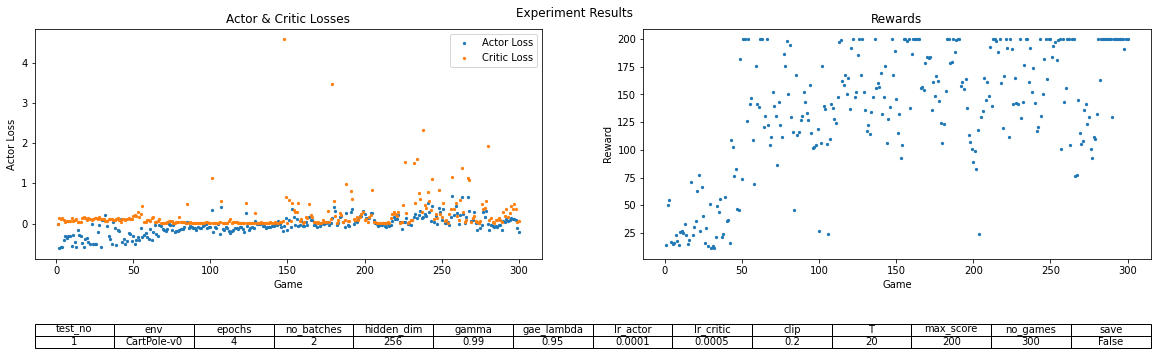 Experiment Results
Actor & Critic Losses
Actor Loss
Critic Loss
Actor Loss
4
3
2
1
0
0 50 100 150 200 250 300
Game
Rewards
Reward
200
175
150
125
100
75
50
25
0 50 100 150 200 250 300
Game
test_no env epochs no_batches hidden_dim gamma gae_lambda lr_actor lr_critic clip T max_score no_games save
1 CartPole-v0 4 2 256 0.99 0.95 0.0001 0.0005 0.2 20 200 300 False